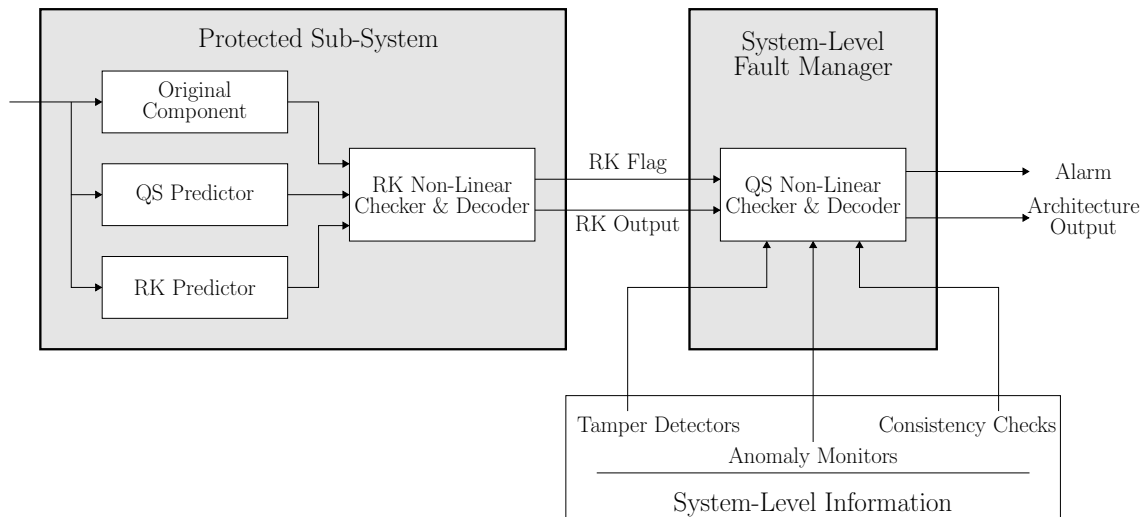 Protected Sub-System
System-Level
Fault Manager
Original
Component
QS Predictor
RK Predictor
RK Non-Linear
Checker & Decoder
RK Flag
RK Output
QS Non-Linear
Checker & Decoder
Alarm
Architecture
Output
Tamper Detectors
Consistency Checks
Anomaly Monitors
System-Level Information